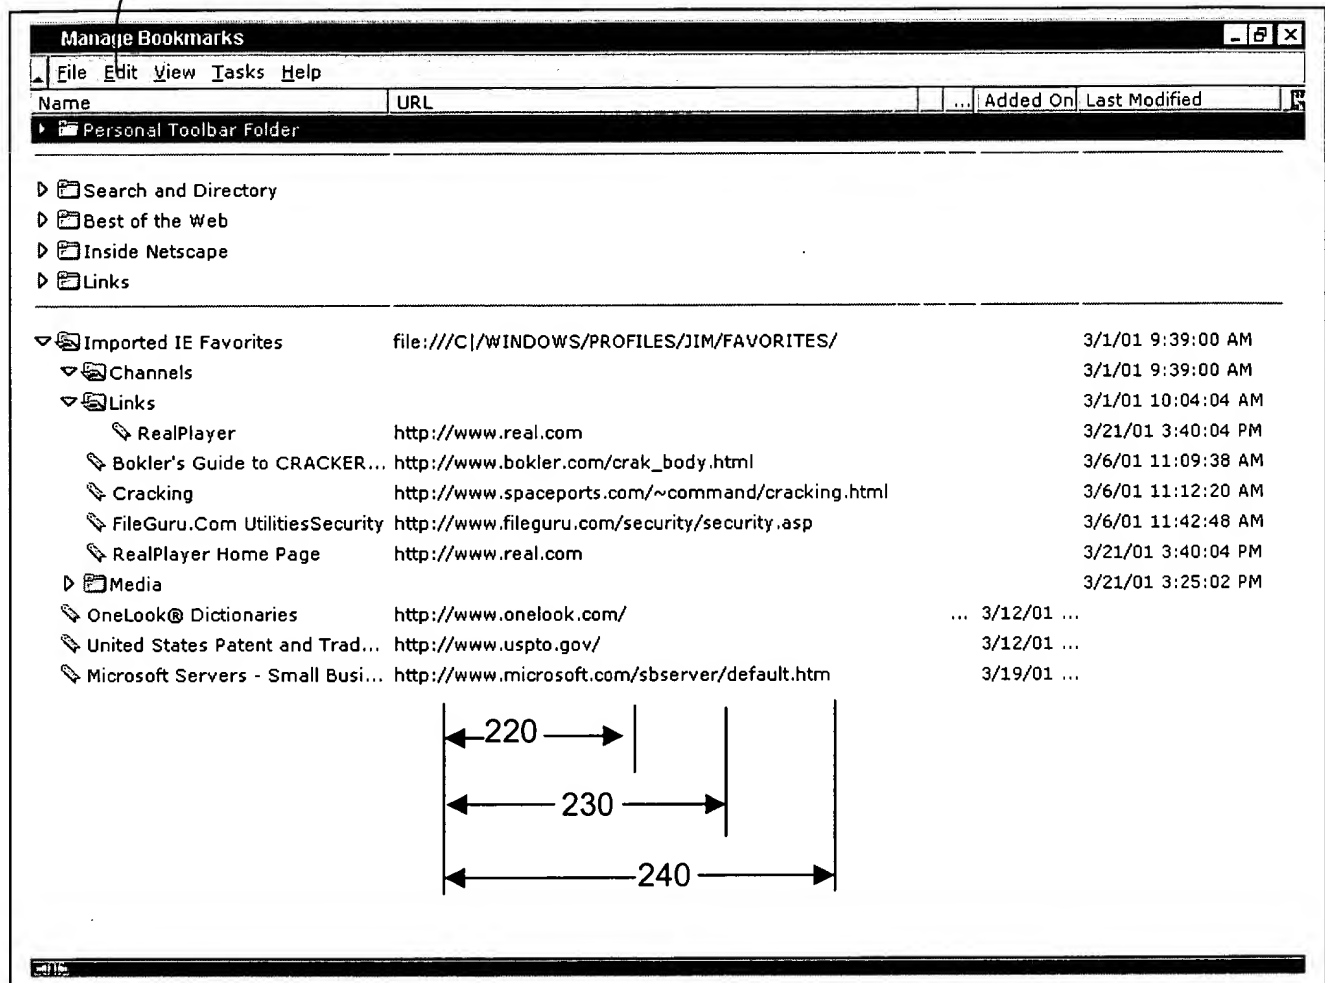 Manage Bookmarks
File Edit View Tasks Help
Name URL ... Added On Last Modified
Personal Toolbar Folder
Search and Directory
Best of the Web
Inside Netscape
Links
Imported IE Favorites file:///C|/WINDOWS/PROFILES/JIM/FAVORITES/ 3/1/01 9:39:00 AM
Channels 3/1/01 9:39:00 AM
Links 3/1/01 10:04:04 AM
RealPlayer http://www.real.com 3/21/01 3:40:04 PM
Bokler's Guide to CRACKER... http://www.bokler.com/crak_body.html 3/6/01 11:09:38 AM
Cracking http://www.spaceports.com/~command/cracking.html 3/6/01 11:12:20 AM
FileGuru.Com UtilitiesSecurity http://www.fileguru.com/security/security.asp 3/6/01 11:42:48 AM
RealPlayer Home Page http://www.real.com 3/21/01 3:40:04 PM
Media 3/21/01 3:25:02 PM
OneLook® Dictionaries http://www.onelook.com/ ... 3/12/01 ...
United States Patent and Trad... http://www.uspto.gov/ 3/12/01 ...
Microsoft Servers - Small Busi... http://www.microsoft.com/sbserver/default.htm 3/19/01 ...
220
230
240